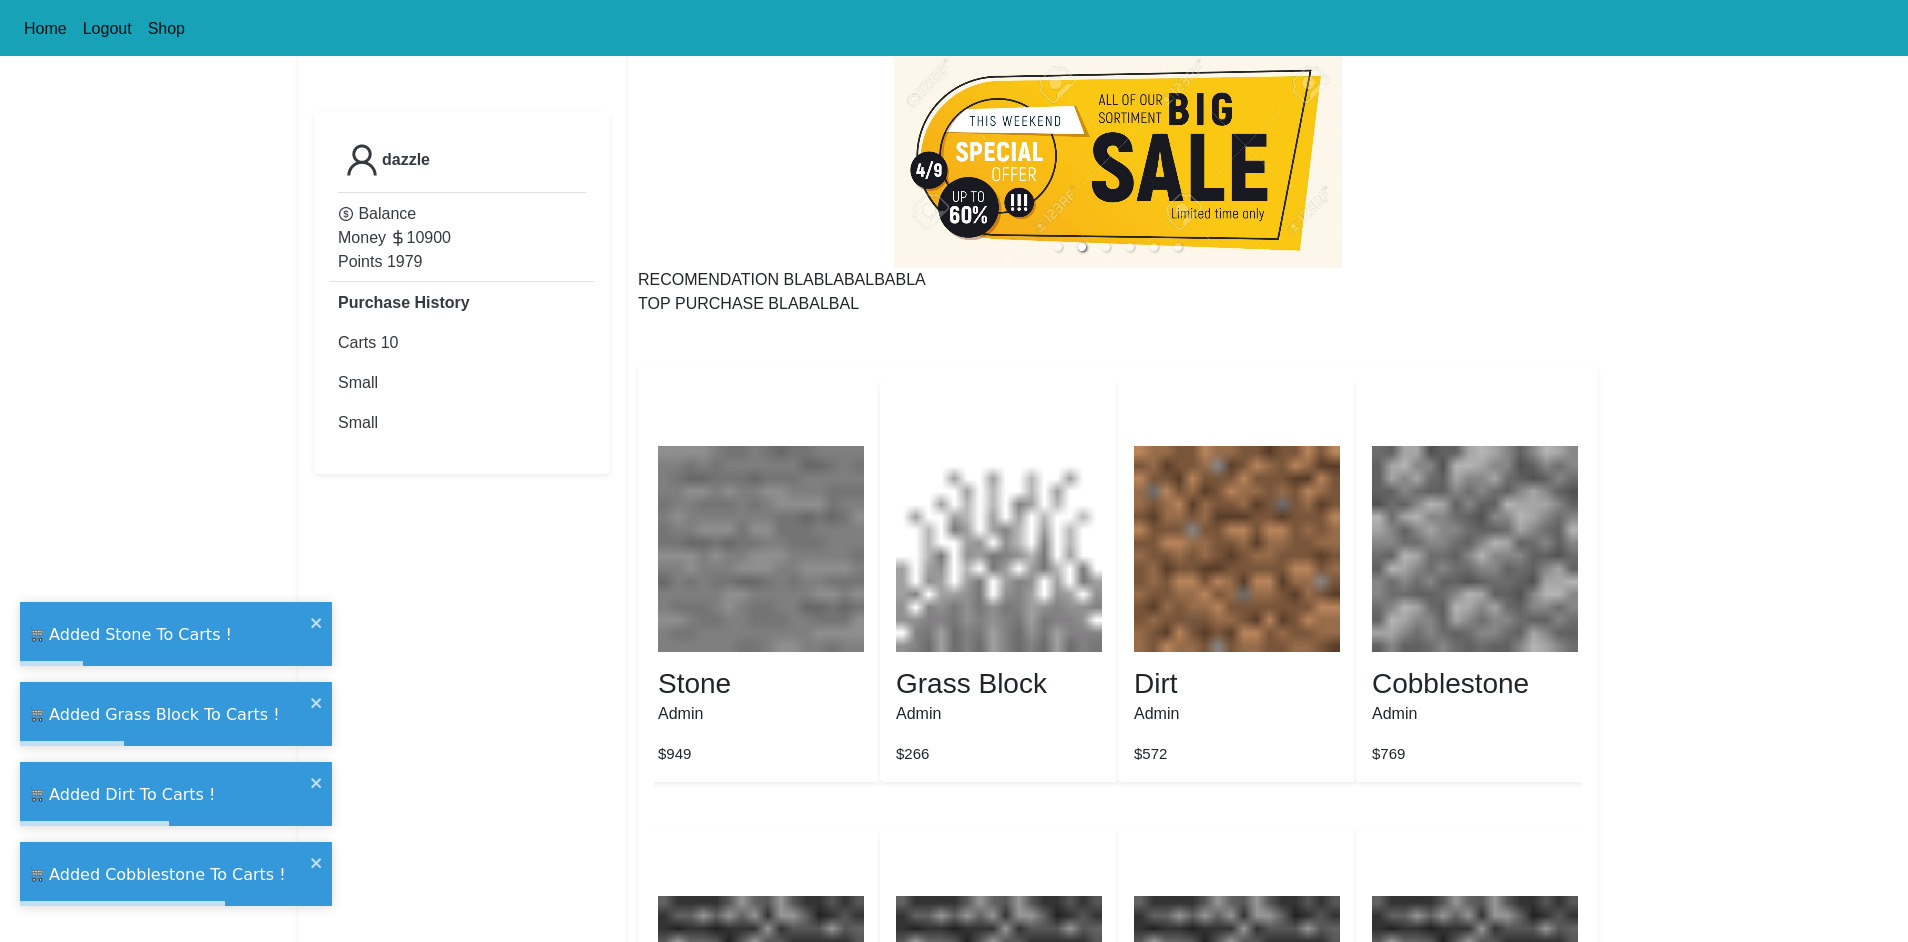 Home Logout Shop
dazzle
Balance
Money $10900
Points 1979
Purchase History
Carts 10
Small
Small
ALL OF OUR
SORTIMENT BIG
SALE
THIS WEEKEND
SPECIAL
OFFER
4/9
UP TO
60%
!!!
Limited time only
123RF
RECOMENDATION BLABLABALBABLA
TOP PURCHASE BLABALBAL
Stone
Admin
$949
Grass Block
Admin
$266
Dirt
Admin
$572
Cobblestone
Admin
$769
Added Stone To Carts !
Added Grass Block To Carts !
Added Dirt To Carts !
Added Cobblestone To Carts !